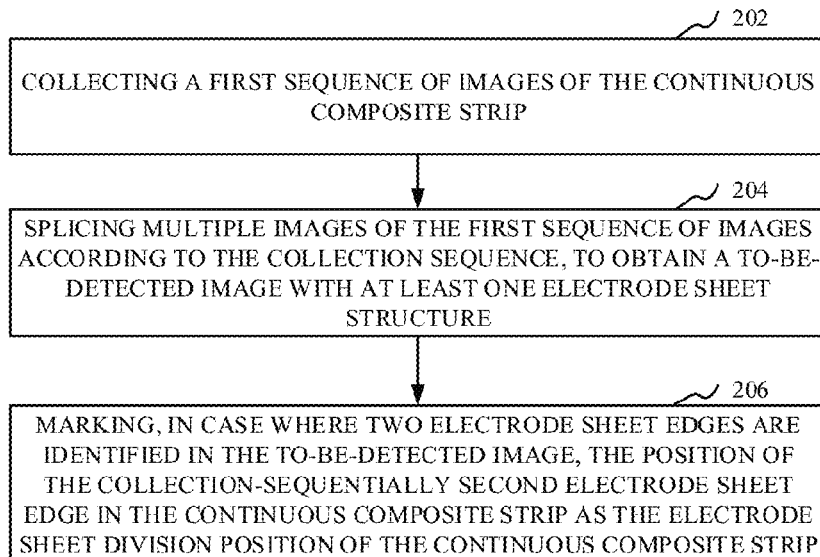 202
COLLECTING A FIRST SEQUENCE OF IMAGES OF THE CONTINUOUS
COMPOSITE STRIP
204
SPLICING MULTIPLE IMAGES OF THE FIRST SEQUENCE OF IMAGES
ACCORDING TO THE COLLECTION SEQUENCE, TO OBTAIN A TO-BE-
DETECTED IMAGE WITH AT LEAST ONE ELECTRODE SHEET
STRUCTURE
206
MARKING, IN CASE WHERE TWO ELECTRODE SHEET EDGES ARE
IDENTIFIED IN THE TO-BE-DETECTED IMAGE, THE POSITION OF
THE COLLECTION-SEQUENTIALLY SECOND ELECTRODE SHEET
EDGE IN THE CONTINUOUS COMPOSITE STRIP AS THE ELECTRODE
SHEET DIVISION POSITION OF THE CONTINUOUS COMPOSITE STRIP